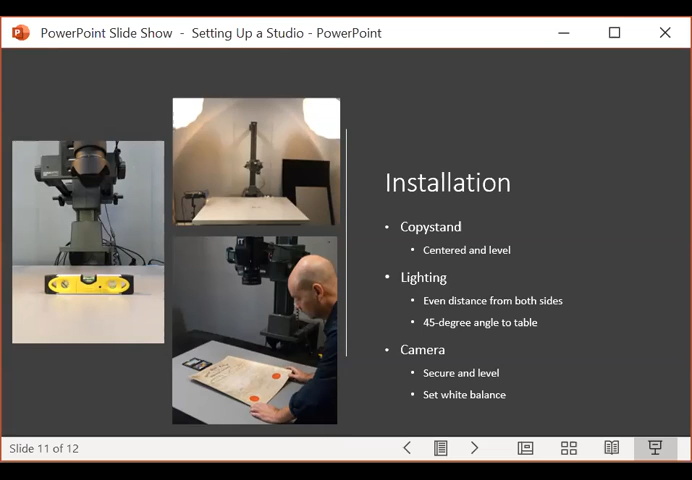 PowerPoint Slide Show - Setting Up a Studio - PowerPoint
Installation
• Copystand
• Centered and level
• Lighting
• Even distance from both sides
• 45-degree angle to table
• Camera
• Secure and level
• Set white balance
Slide 11 of 12